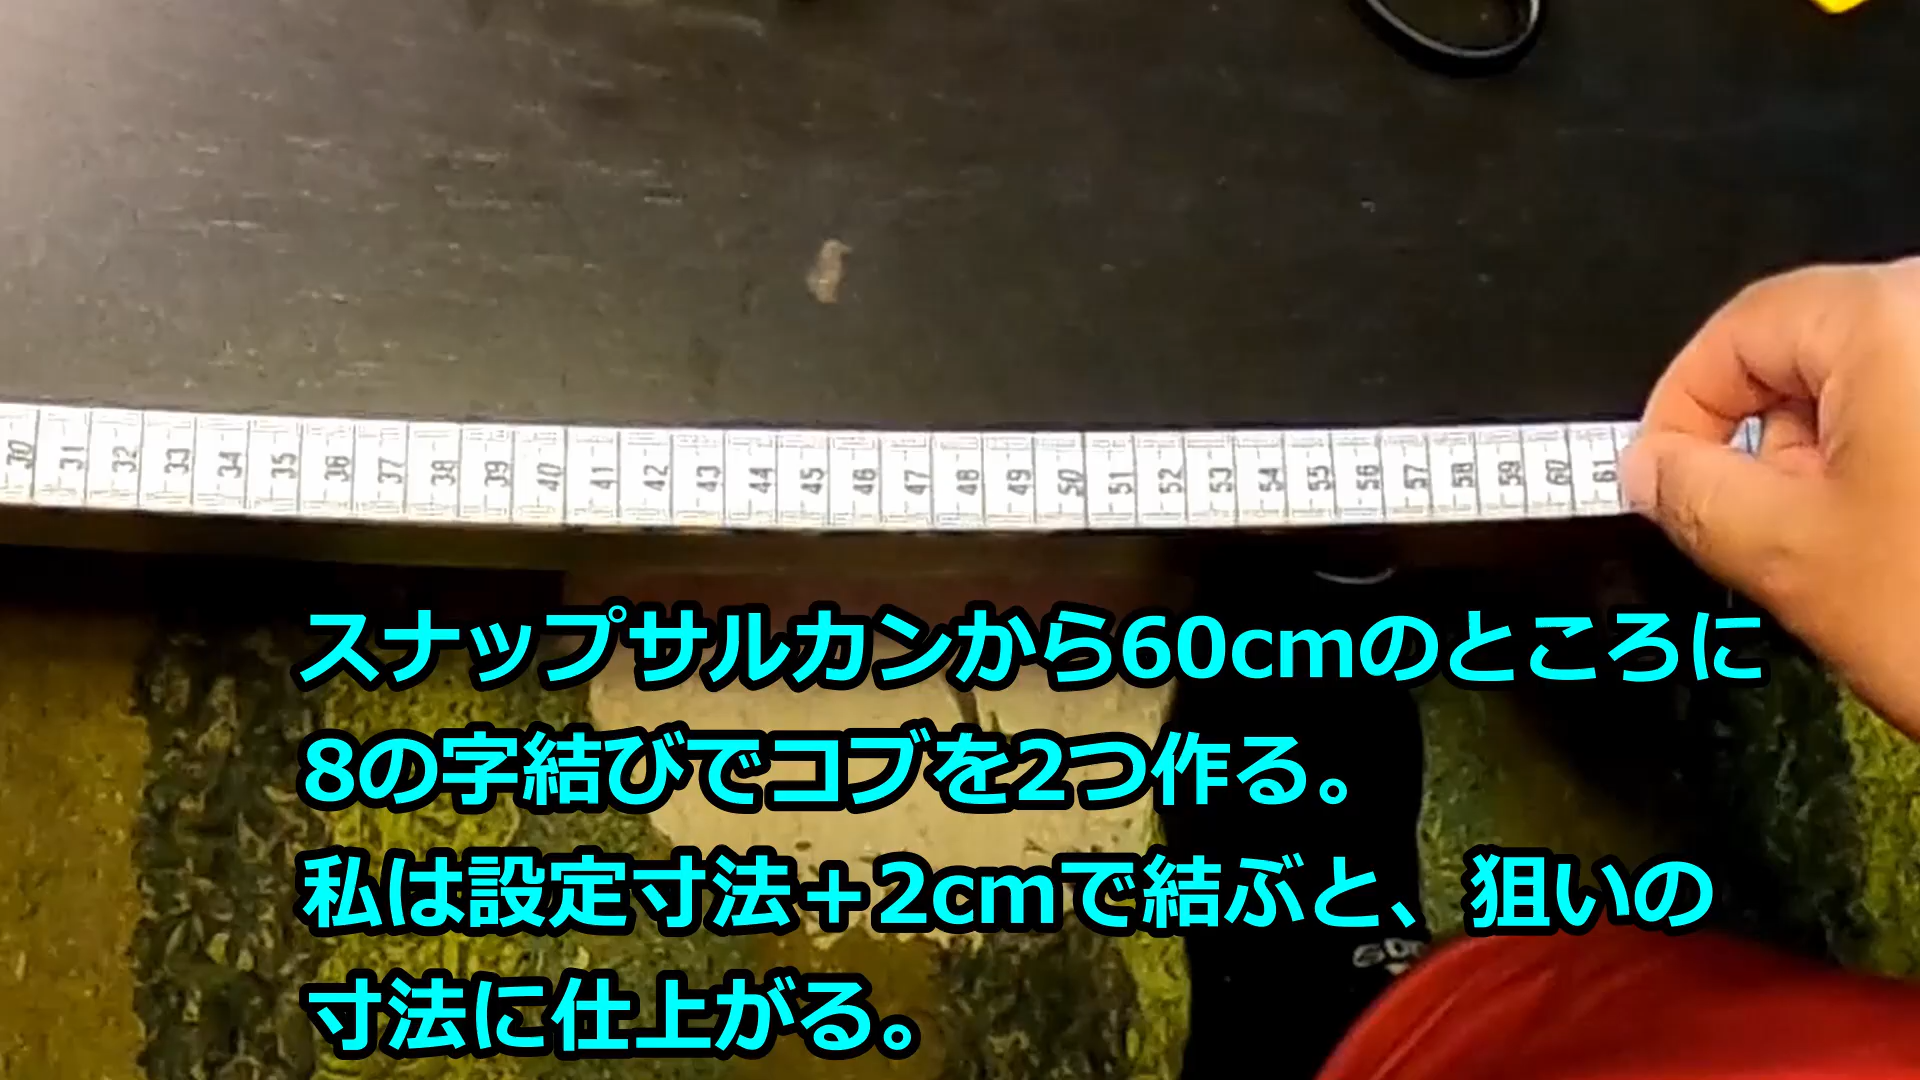 30 31 32 33 34 35 36 37 38 39 40 41 42 43 44 45 46 47 48 49 50 51 52 53 54 55 56 57 58 59 60 61
スナップサルカンから60cmのところに
8の字結びでコブを2つ作る。
私は設定寸法＋2cmで結ぶと、狙いの
寸法に仕上がる。